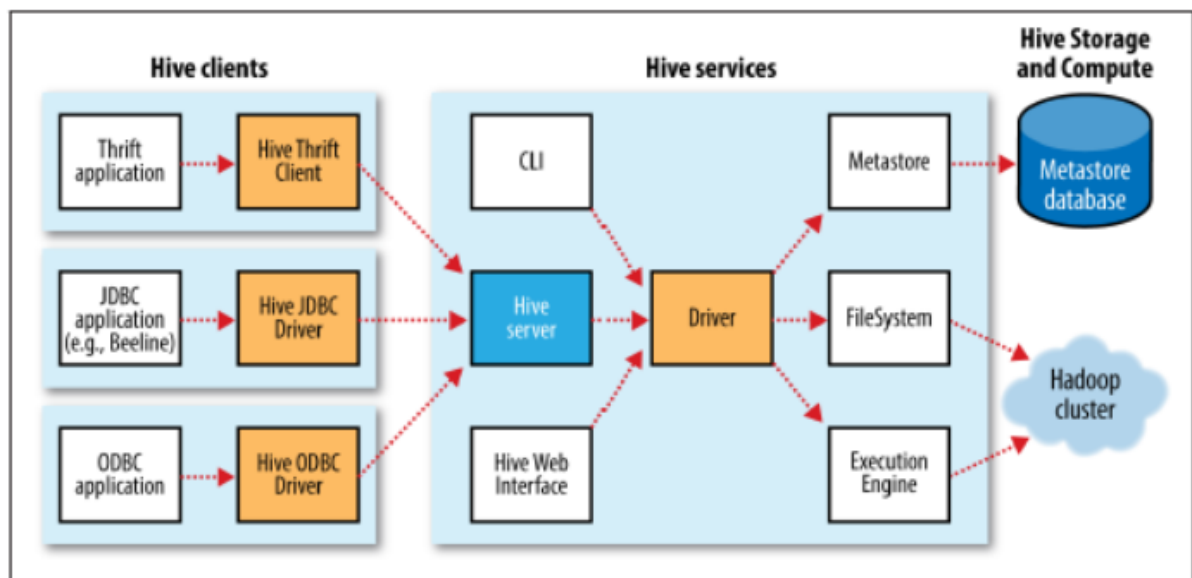 Hive clients
Hive services
Hive Storage
and Compute
Thrift
application
Hive Thrift
Client
CLI
Metastore
Metastore
database
JDBC
application
(e.g., Beeline)
Hive JDBC
Driver
Hive
server
Driver
FileSystem
Hadoop
cluster
ODBC
application
Hive ODBC
Driver
Hive Web
Interface
Execution
Engine